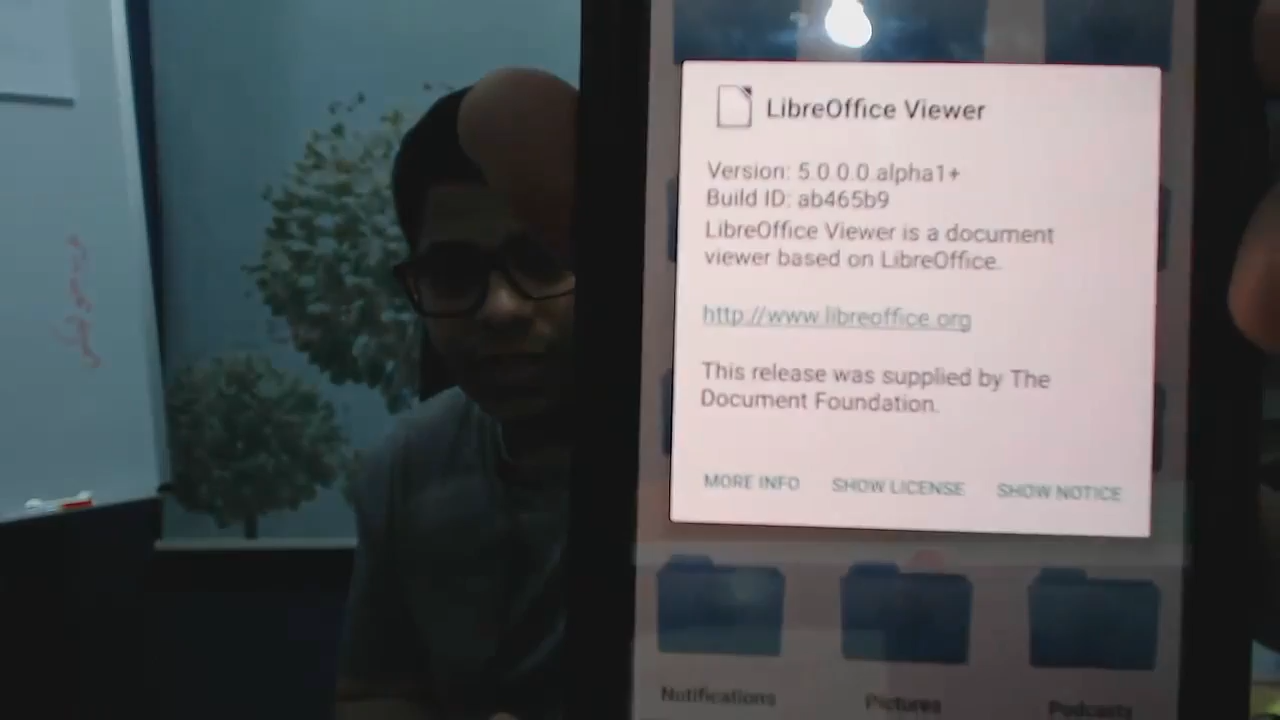 LibreOffice Viewer
Version: 5.0.0.0.alpha1+
Build ID: ab465b9
LibreOffice Viewer is a document
viewer based on LibreOffice.
http://www.libreoffice.org
This release was supplied by The
Document Foundation.
MORE INFO SHOW LICENSE SHOW NOTICE
Notifications Pictures Podcasts